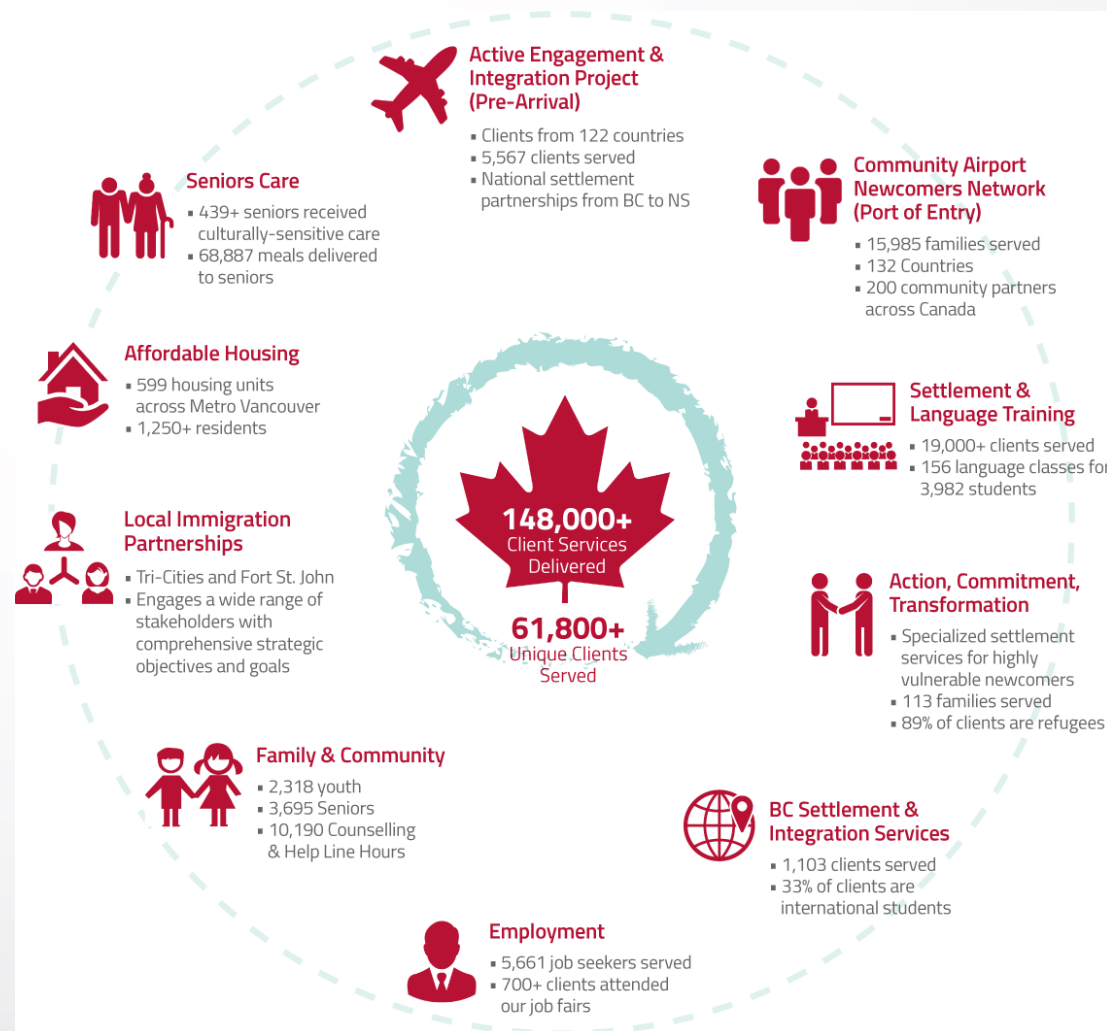 Active Engagement &
Integration Project
(Pre-Arrival)
▪ Clients from 122 countries
▪ 5,567 clients served
▪ National settlement
partnerships from BC to NS
Community Airport
Newcomers Network
(Port of Entry)
▪ 15,985 families served
▪ 132 Countries
▪ 200 community partners
across Canada
Settlement &
Language Training
▪ 19,000+ clients served
▪ 156 language classes for
3,982 students
Action, Commitment,
Transformation
▪ Specialized settlement
services for highly
vulnerable newcomers
▪ 113 families served
▪ 89% of clients are refugees
BC Settlement &
Integration Services
▪ 1,103 clients served
▪ 33% of clients are
international students
Employment
▪ 5,661 job seekers served
▪ 700+ clients attended
our job fairs
Family & Community
▪ 2,318 youth
▪ 3,695 Seniors
▪ 10,190 Counselling
& Help Line Hours
Local Immigration
Partnerships
▪ Tri-Cities and Fort St. John
▪ Engages a wide range of
stakeholders with
comprehensive strategic
objectives and goals
Affordable Housing
▪ 599 housing units
across Metro Vancouver
▪ 1,250+ residents
Seniors Care
▪ 439+ seniors received
culturally-sensitive care
▪ 68,887 meals delivered
to seniors
148,000+
Client Services
Delivered
61,800+
Unique Clients
Served